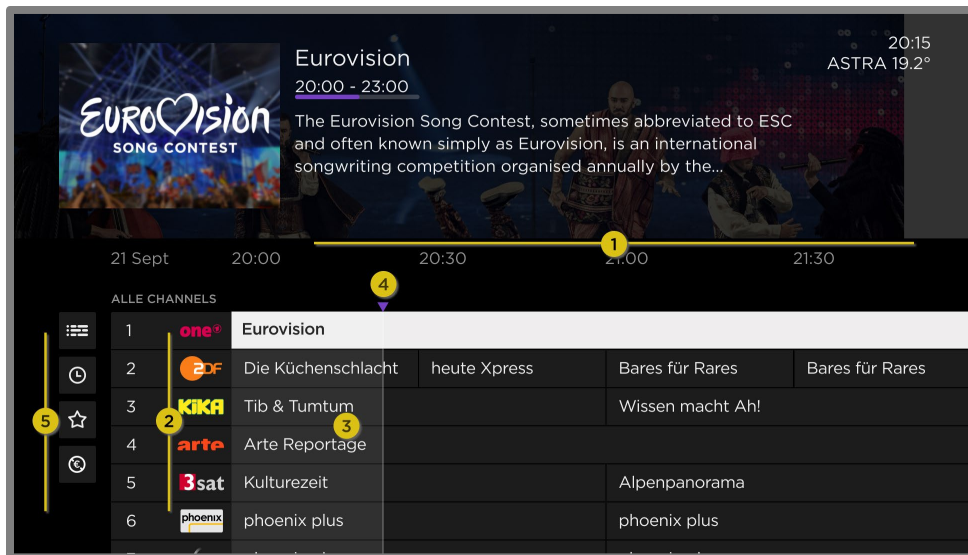 20:15
ASTRA 19.2°
Eurovision
20:00 - 23:00
EUROVISION
SONG CONTEST
The Eurovision Song Contest, sometimes abbreviated to ESC
and often known simply as Eurovision, is an international
songwriting competition organised annually by the...
1
21 Sept 20:00 20:30 21:00 21:30
4
ALLE CHANNELS
1 one Eurovision
2 2DF Die Küchenschlacht heute Xpress Bares für Rares Bares für Rares
3 KiKA Tib & Tumtum Wissen macht Ah!
5 2 3
4 arte Arte Reportage
5 3sat Kulturezeit Alpenpanorama
6 phoenix phoenix plus phoenix plus